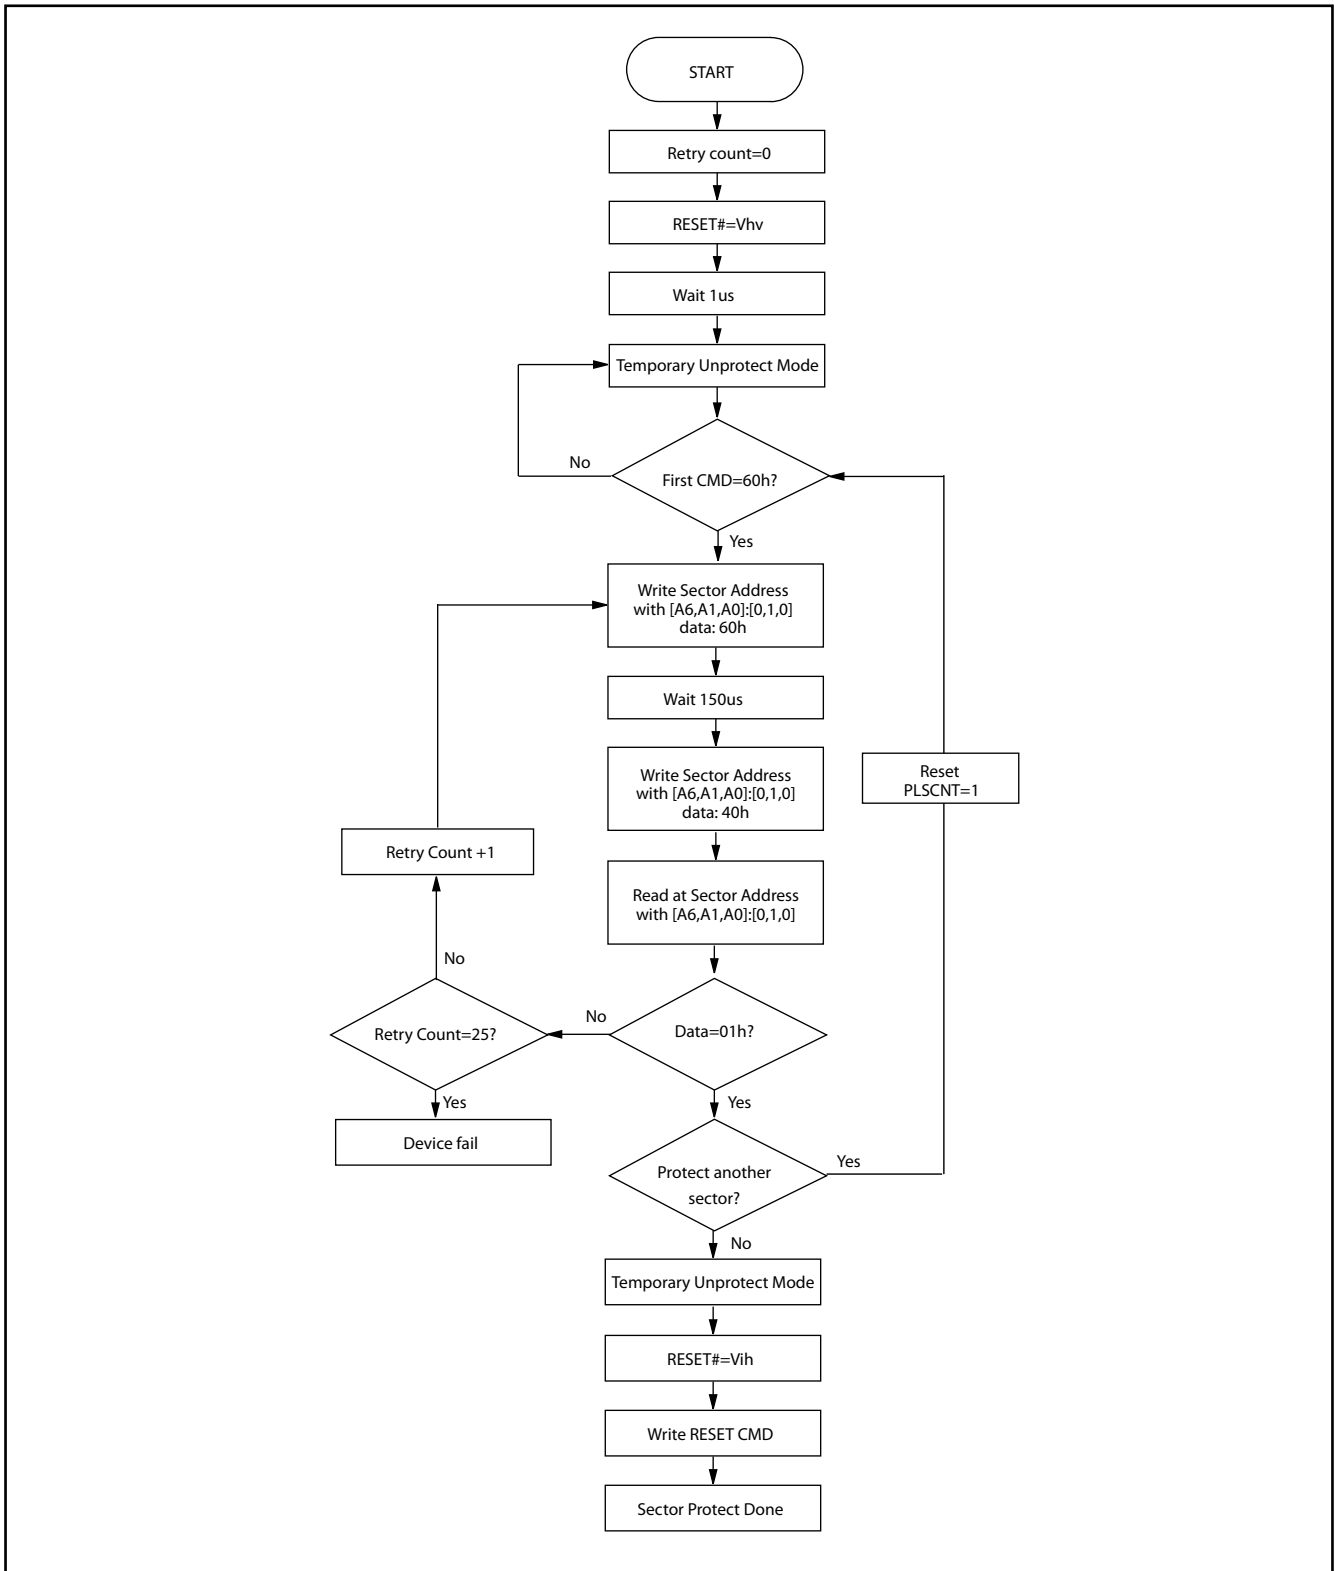 START
Retry count=0
RESET#=Vhv
Wait 1us
Temporary Unprotect Mode
No
First CMD=60h?
Yes
Write Sector Address
with [A6,A1,A0]:[0,1,0]
data: 60h
Wait 150us
Write Sector Address
with [A6,A1,A0]:[0,1,0]
data: 40h
Reset
PLSCNT=1
Retry Count +1
Read at Sector Address
with [A6,A1,A0]:[0,1,0]
No
No
Retry Count=25?
Data=01h?
Yes
Yes
Device fail
Protect another
sector?
Yes
No
Temporary Unprotect Mode
RESET#=Vih
Write RESET CMD
Sector Protect Done